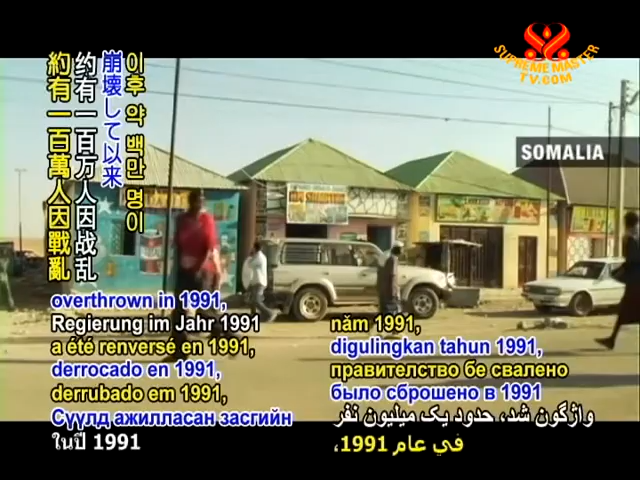 SUPREME MASTER
TV.COM
SOMALIA
이후 약 백만 명이
崩壊して以来
约有一百万人因战乱
約有一百萬人因戰亂
overthrown in 1991,
Regierung im Jahr 1991
a été renversé en 1991,
derrocado en 1991,
derrubado em 1991,
Сүүлд ажилласан засгийн
ในปี 1991
năm 1991,
digulingkan tahun 1991,
правителство бе свалено
было сброшено в 1991
واژگون شد، حدود یک میلیون نفر
في عام 1991،